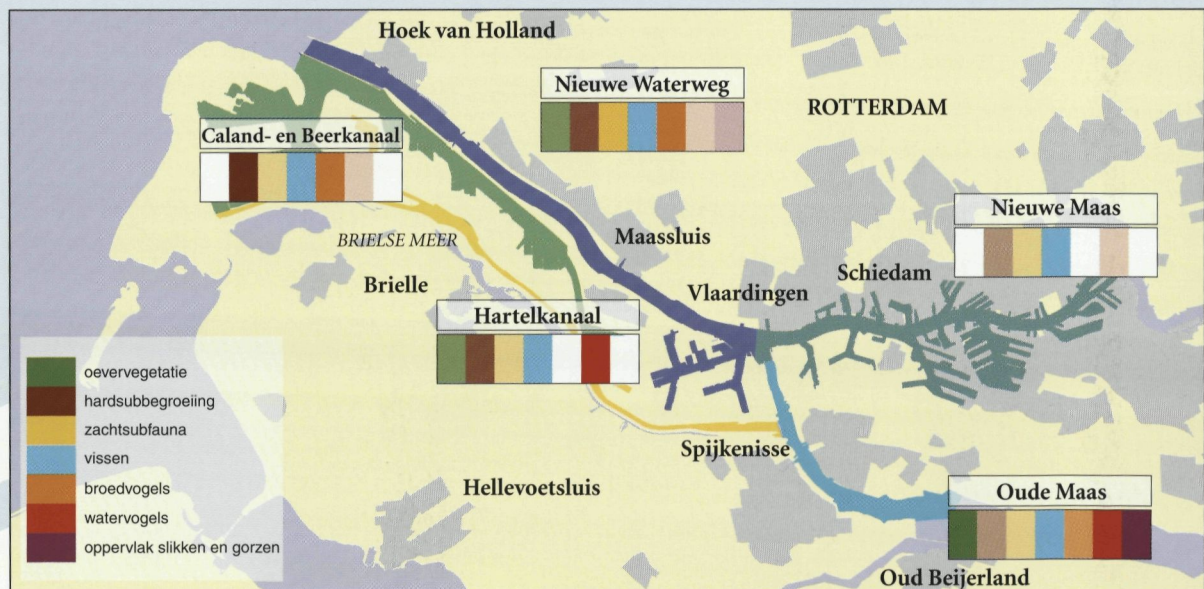 Hoek van Holland
Nieuwe Waterweg
ROTTERDAM
Caland- en Beerkanaal
Nieuwe Maas
BRIELSE MEER
Maassluis
Schiedam
Brielle
Vlaardingen
Hartelkanaal
oevervegetatie
hardsubbegroeiing
zachtsubfauna
vissen
broedvogels
watervogels
oppervlak slikken en gorzen
Spijkenisse
Hellevoetsluis
Oude Maas
Oud Beijerland